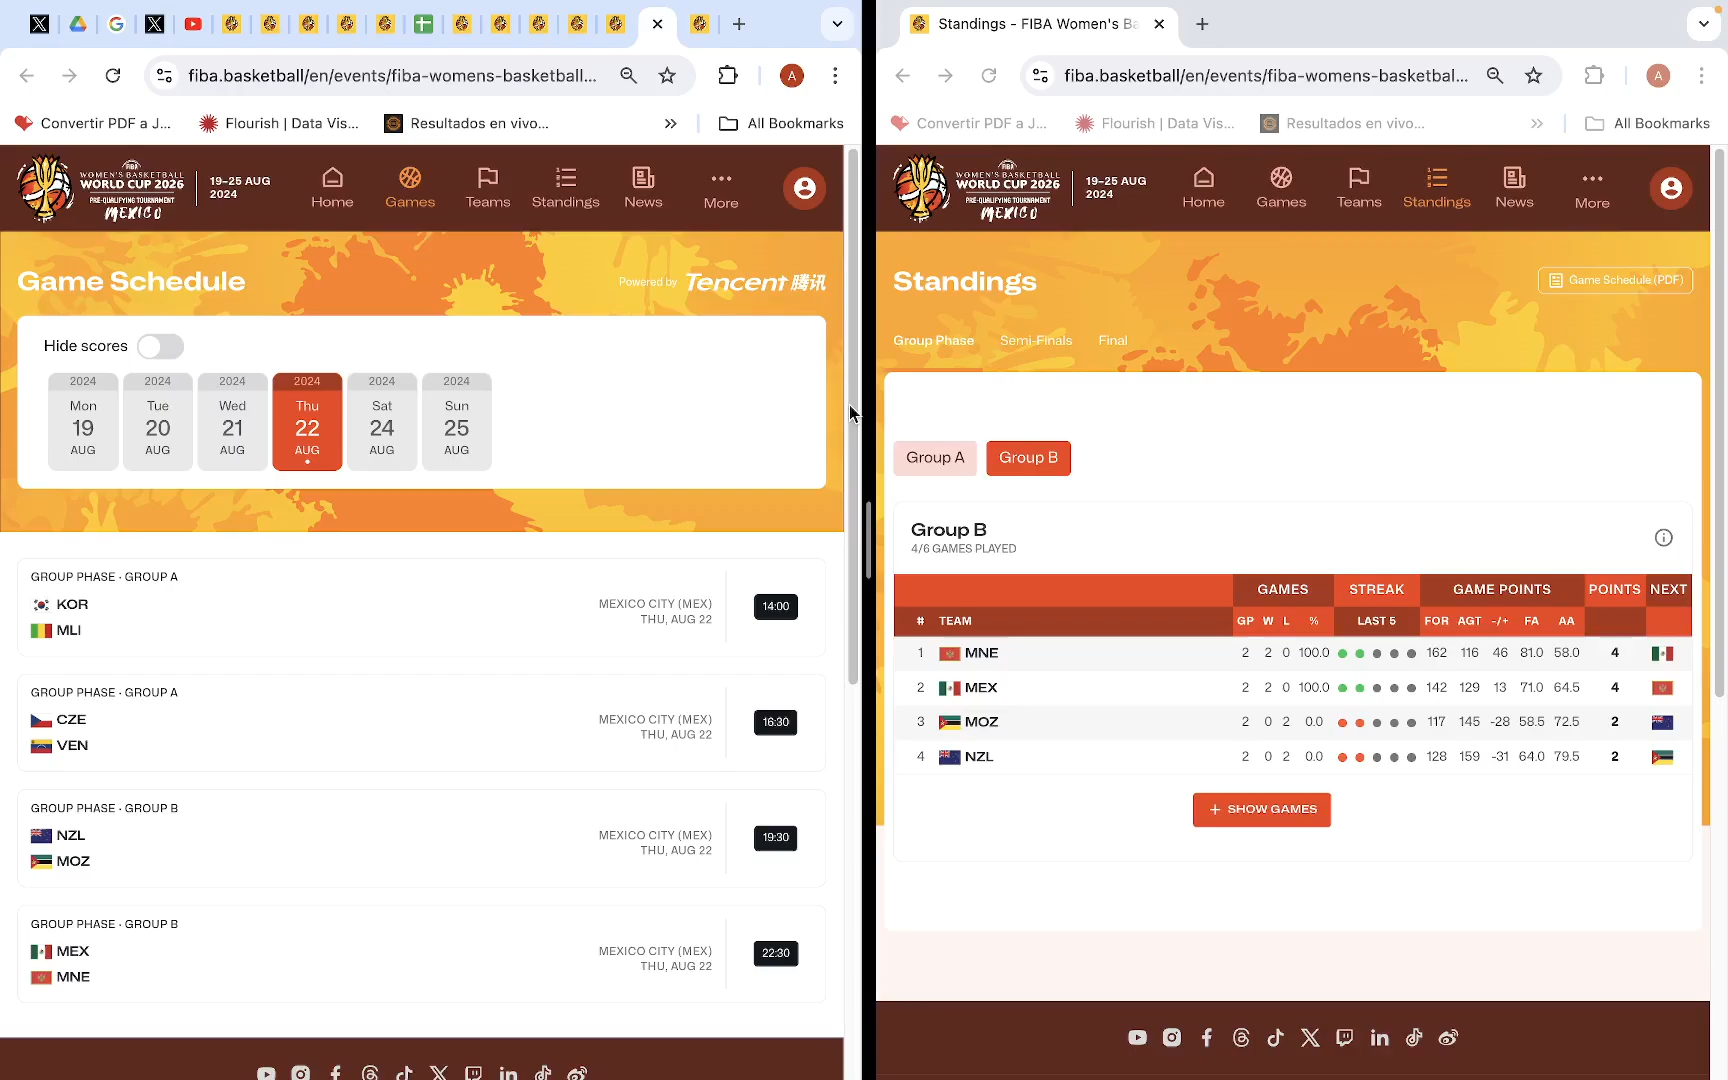 fiba.basketball/en/events/fiba-womens-basketball...
A
Convertir PDF a J...
Flourish | Data Vis...
Resultados en vivo...
All Bookmarks
FIBA
WOMEN'S BASKETBALL
WORLD CUP 2026
PRE-QUALIFYING TOURNAMENT
MEXICO
19–25 AUG
2024
Home
Games
Teams
Standings
News
More
Game Schedule
Powered by Tencent 腾讯
Hide scores
2024 2024 2024 2024 2024 2024
Mon Tue Wed Thu Sat Sun
19 20 21 22 24 25
AUG AUG AUG AUG AUG AUG
GROUP PHASE · GROUP A
KOR
MLI
MEXICO CITY (MEX)
THU, AUG 22
14:00
GROUP PHASE · GROUP A
CZE
VEN
MEXICO CITY (MEX)
THU, AUG 22
16:30
GROUP PHASE · GROUP B
NZL
MOZ
MEXICO CITY (MEX)
THU, AUG 22
19:30
GROUP PHASE · GROUP B
MEX
MNE
MEXICO CITY (MEX)
THU, AUG 22
22:30
Standings - FIBA Women's Ba
fiba.basketball/en/events/fiba-womens-basketbal...
A
Convertir PDF a J...
Flourish | Data Vis...
Resultados en vivo...
All Bookmarks
FIBA
WOMEN'S BASKETBALL
WORLD CUP 2026
PRE-QUALIFYING TOURNAMENT
MEXICO
19–25 AUG
2024
Home
Games
Teams
Standings
News
More
Standings
Game Schedule (PDF)
Group Phase
Semi-Finals
Final
Group A
Group B
Group B
4/6 GAMES PLAYED
GAMES STREAK GAME POINTS POINTS NEXT
# TEAM GP W L % LAST 5 FOR AGT -/+ FA AA
1 MNE 2 2 0 100.0 162 116 46 81.0 58.0 4
2 MEX 2 2 0 100.0 142 129 13 71.0 64.5 4
3 MOZ 2 0 2 0.0 117 145 -28 58.5 72.5 2
4 NZL 2 0 2 0.0 128 159 -31 64.0 79.5 2
+ SHOW GAMES